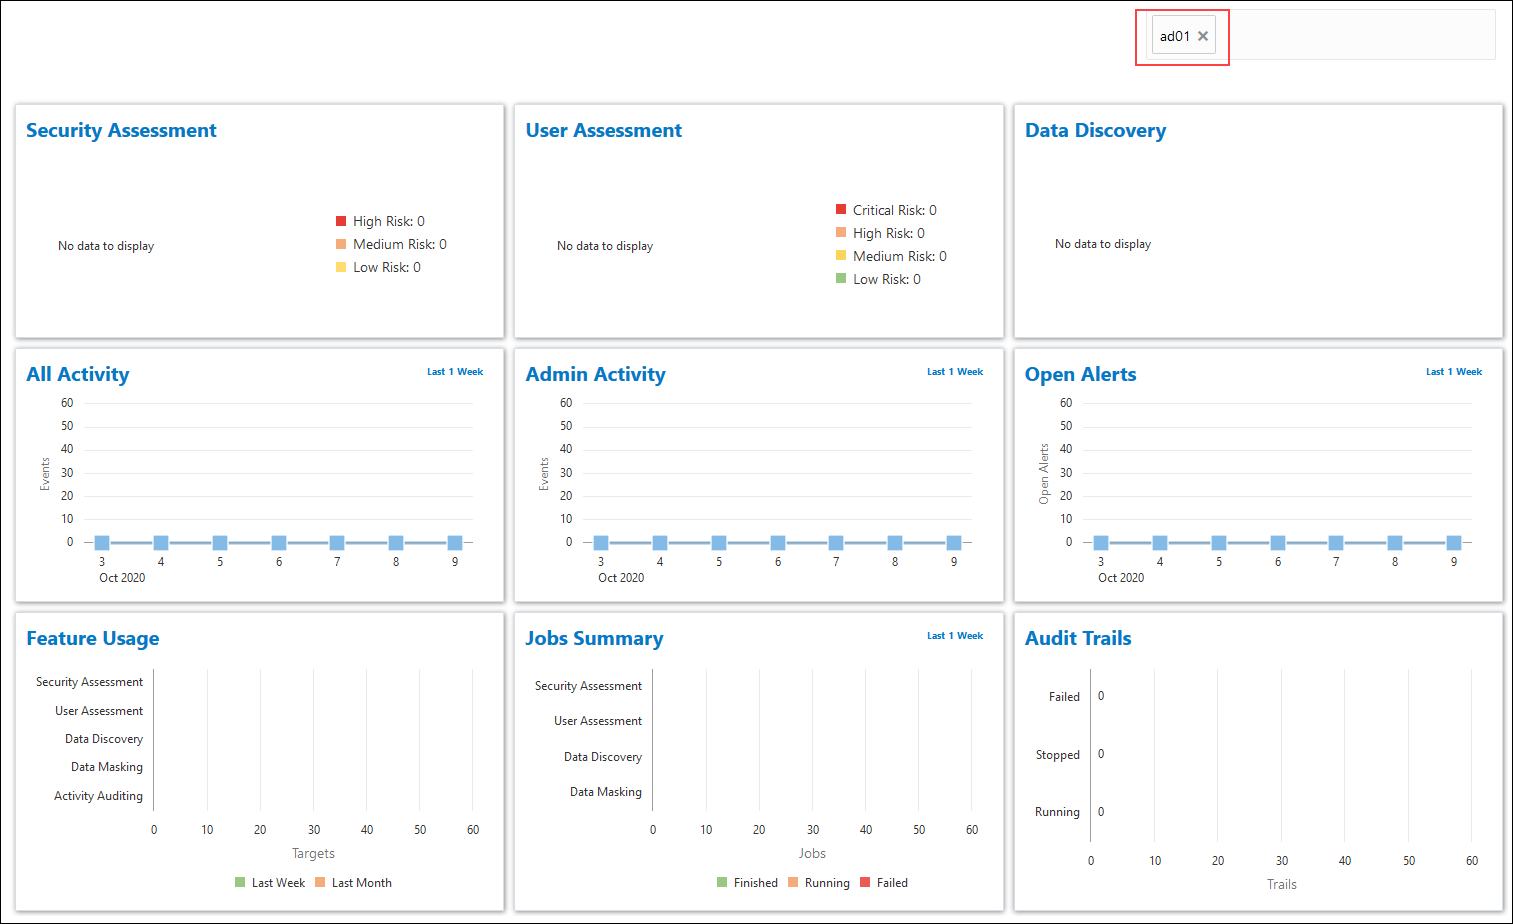 ad01 ✕
Security Assessment
No data to display
High Risk: 0
Medium Risk: 0
Low Risk: 0
User Assessment
No data to display
Critical Risk: 0
High Risk: 0
Medium Risk: 0
Low Risk: 0
Data Discovery
No data to display
All Activity
Last 1 Week
60
50
40
30
20
10
0
Events
3 4 5 6 7 8 9
Oct 2020
Admin Activity
Last 1 Week
60
50
40
30
20
10
0
Events
3 4 5 6 7 8 9
Oct 2020
Open Alerts
Last 1 Week
60
50
40
30
20
10
0
Open Alerts
3 4 5 6 7 8 9
Oct 2020
Feature Usage
Security Assessment
User Assessment
Data Discovery
Data Masking
Activity Auditing
0 10 20 30 40 50 60
Targets
Last Week Last Month
Jobs Summary
Last 1 Week
Security Assessment
User Assessment
Data Discovery
Data Masking
0 10 20 30 40 50 60
Jobs
Finished Running Failed
Audit Trails
Failed 0
Stopped 0
Running 0
0 10 20 30 40 50 60
Trails